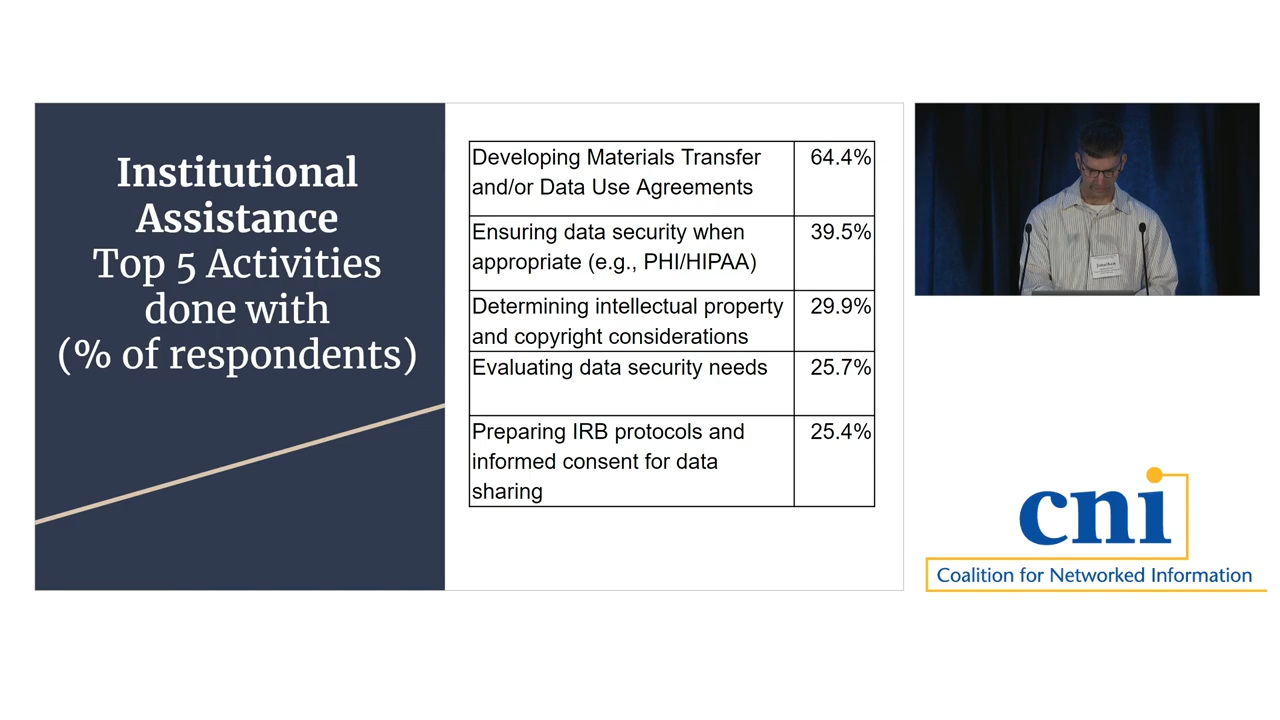 Institutional
Assistance
Top 5 Activities
done with
(% of respondents)
Developing Materials Transfer 64.4%
and/or Data Use Agreements
Ensuring data security when 39.5%
appropriate (e.g., PHI/HIPAA)
Determining intellectual property 29.9%
and copyright considerations
Evaluating data security needs 25.7%
Preparing IRB protocols and 25.4%
informed consent for data
sharing
Jonathan
cni
Coalition for Networked Information